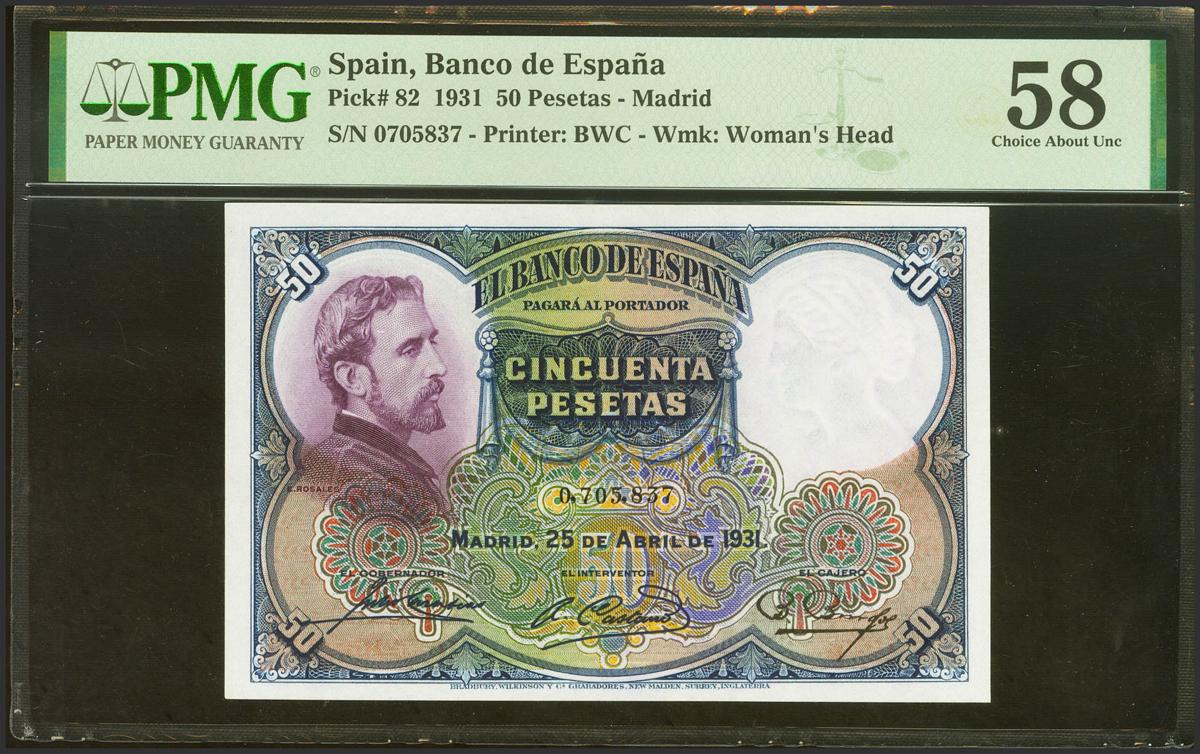 PMG®
PAPER MONEY GUARANTY
Spain, Banco de España
Pick# 82 1931 50 Pesetas - Madrid
S/N 0705837 - Printer: BWC - Wmk: Woman's Head
58
Choice About Unc
50
50
EL BANCO DE ESPAÑA
PAGARÁ AL PORTADOR
CINCUENTA
PESETAS
E.ROSALES
0,705,837
MADRID, 25 DE ABRIL DE 1931.
EL GOBERNADOR
EL INTERVENTOR
EL CAJERO
50
50
BRADBURY, WILKINSON Y Cª GRABADORES, NEW MALDEN, SURREY, INGLATERRA